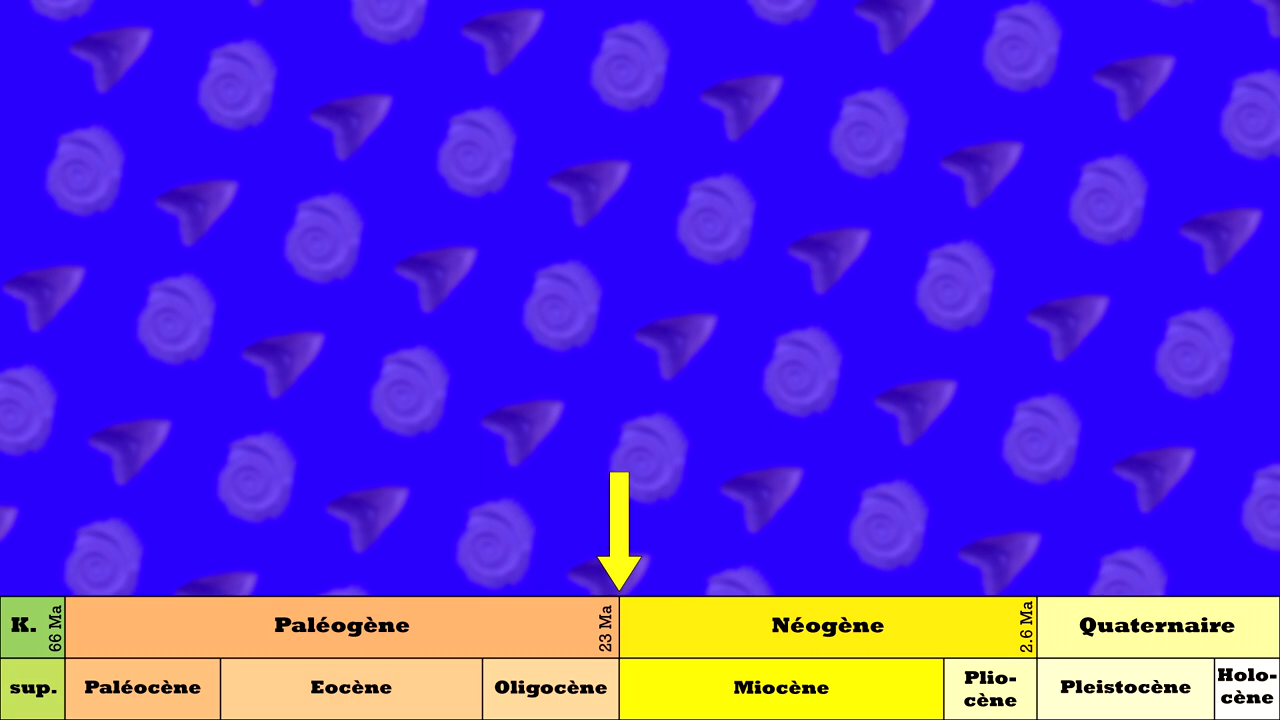 K.
66 Ma
Paléogène
23 Ma
Néogène
2.6 Ma
Quaternaire
sup.
Paléocène
Eocène
Oligocène
Miocène
Plio-
cène
Pleistocène
Holo-
cène